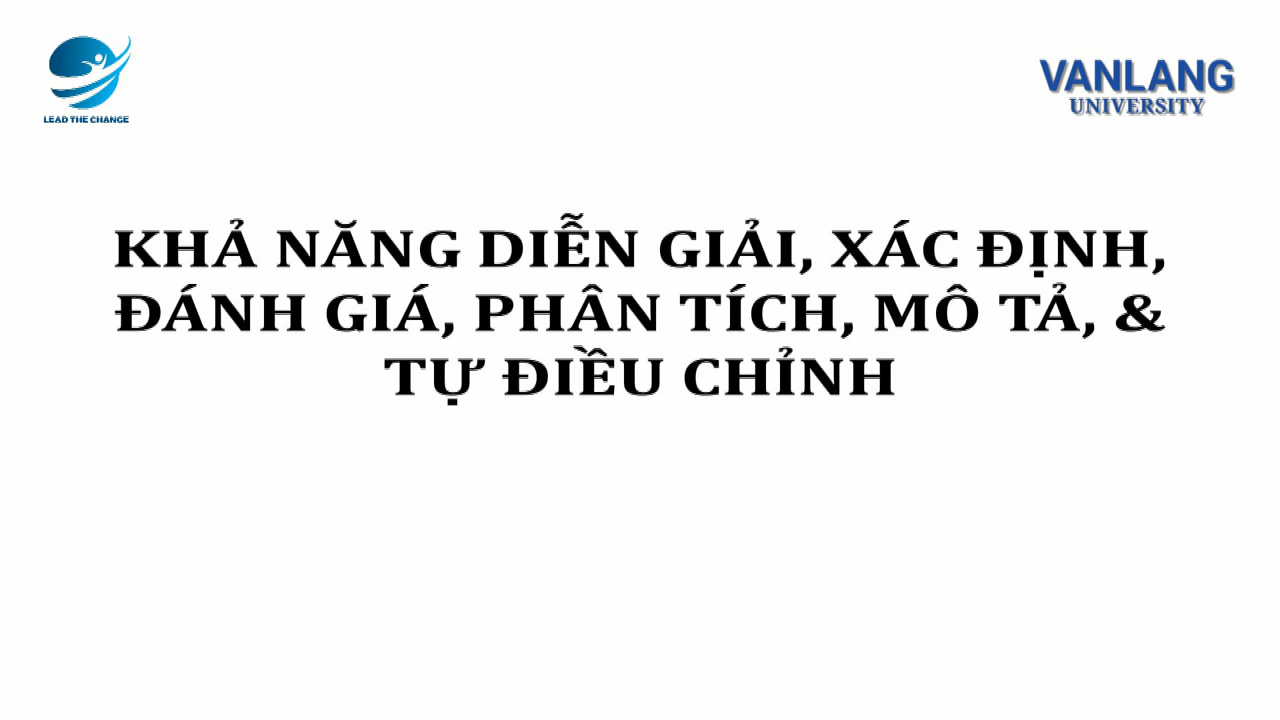 LEAD THE CHANGE
VANLANG
UNIVERSITY
KHẢ NĂNG DIỄN GIẢI, XÁC ĐỊNH,
ĐÁNH GIÁ, PHÂN TÍCH, MÔ TẢ, &
TỰ ĐIỀU CHỈNH